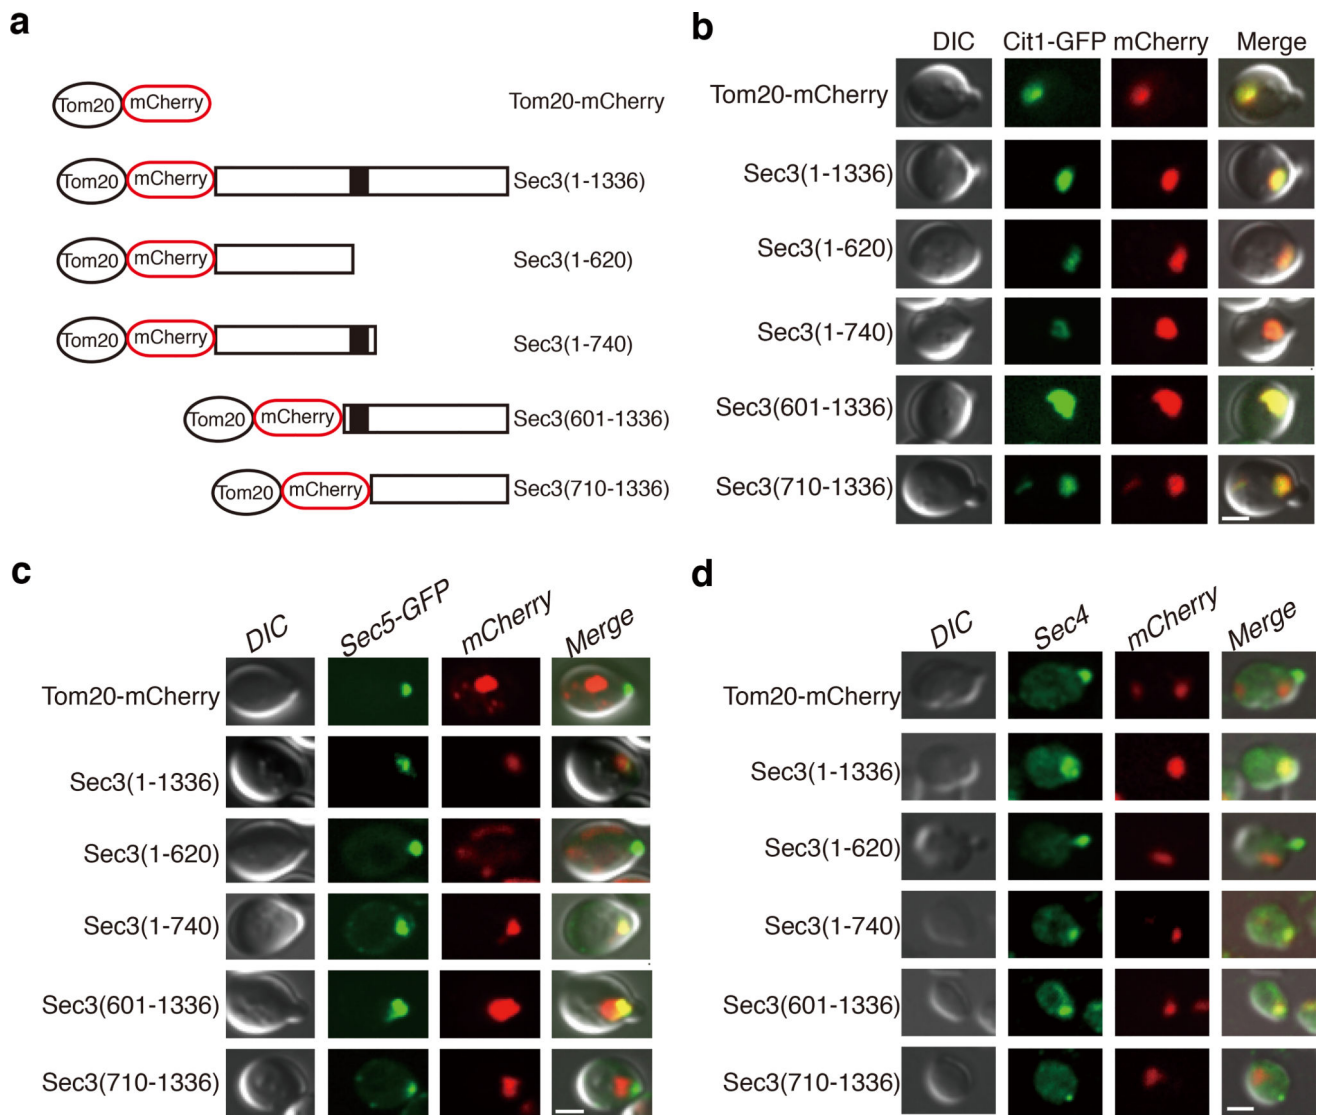 a
Tom20 mCherry Tom20-mCherry
Tom20 mCherry Sec3(1-1336)
Tom20 mCherry Sec3(1-620)
Tom20 mCherry Sec3(1-740)
Tom20 mCherry Sec3(601-1336)
Tom20 mCherry Sec3(710-1336)
b
DIC Cit1-GFP mCherry Merge
Tom20-mCherry
Sec3(1-1336)
Sec3(1-620)
Sec3(1-740)
Sec3(601-1336)
Sec3(710-1336)
c
DIC Sec5-GFP mCherry Merge
Tom20-mCherry
Sec3(1-1336)
Sec3(1-620)
Sec3(1-740)
Sec3(601-1336)
Sec3(710-1336)
d
DIC Sec4 mCherry Merge
Tom20-mCherry
Sec3(1-1336)
Sec3(1-620)
Sec3(1-740)
Sec3(601-1336)
Sec3(710-1336)